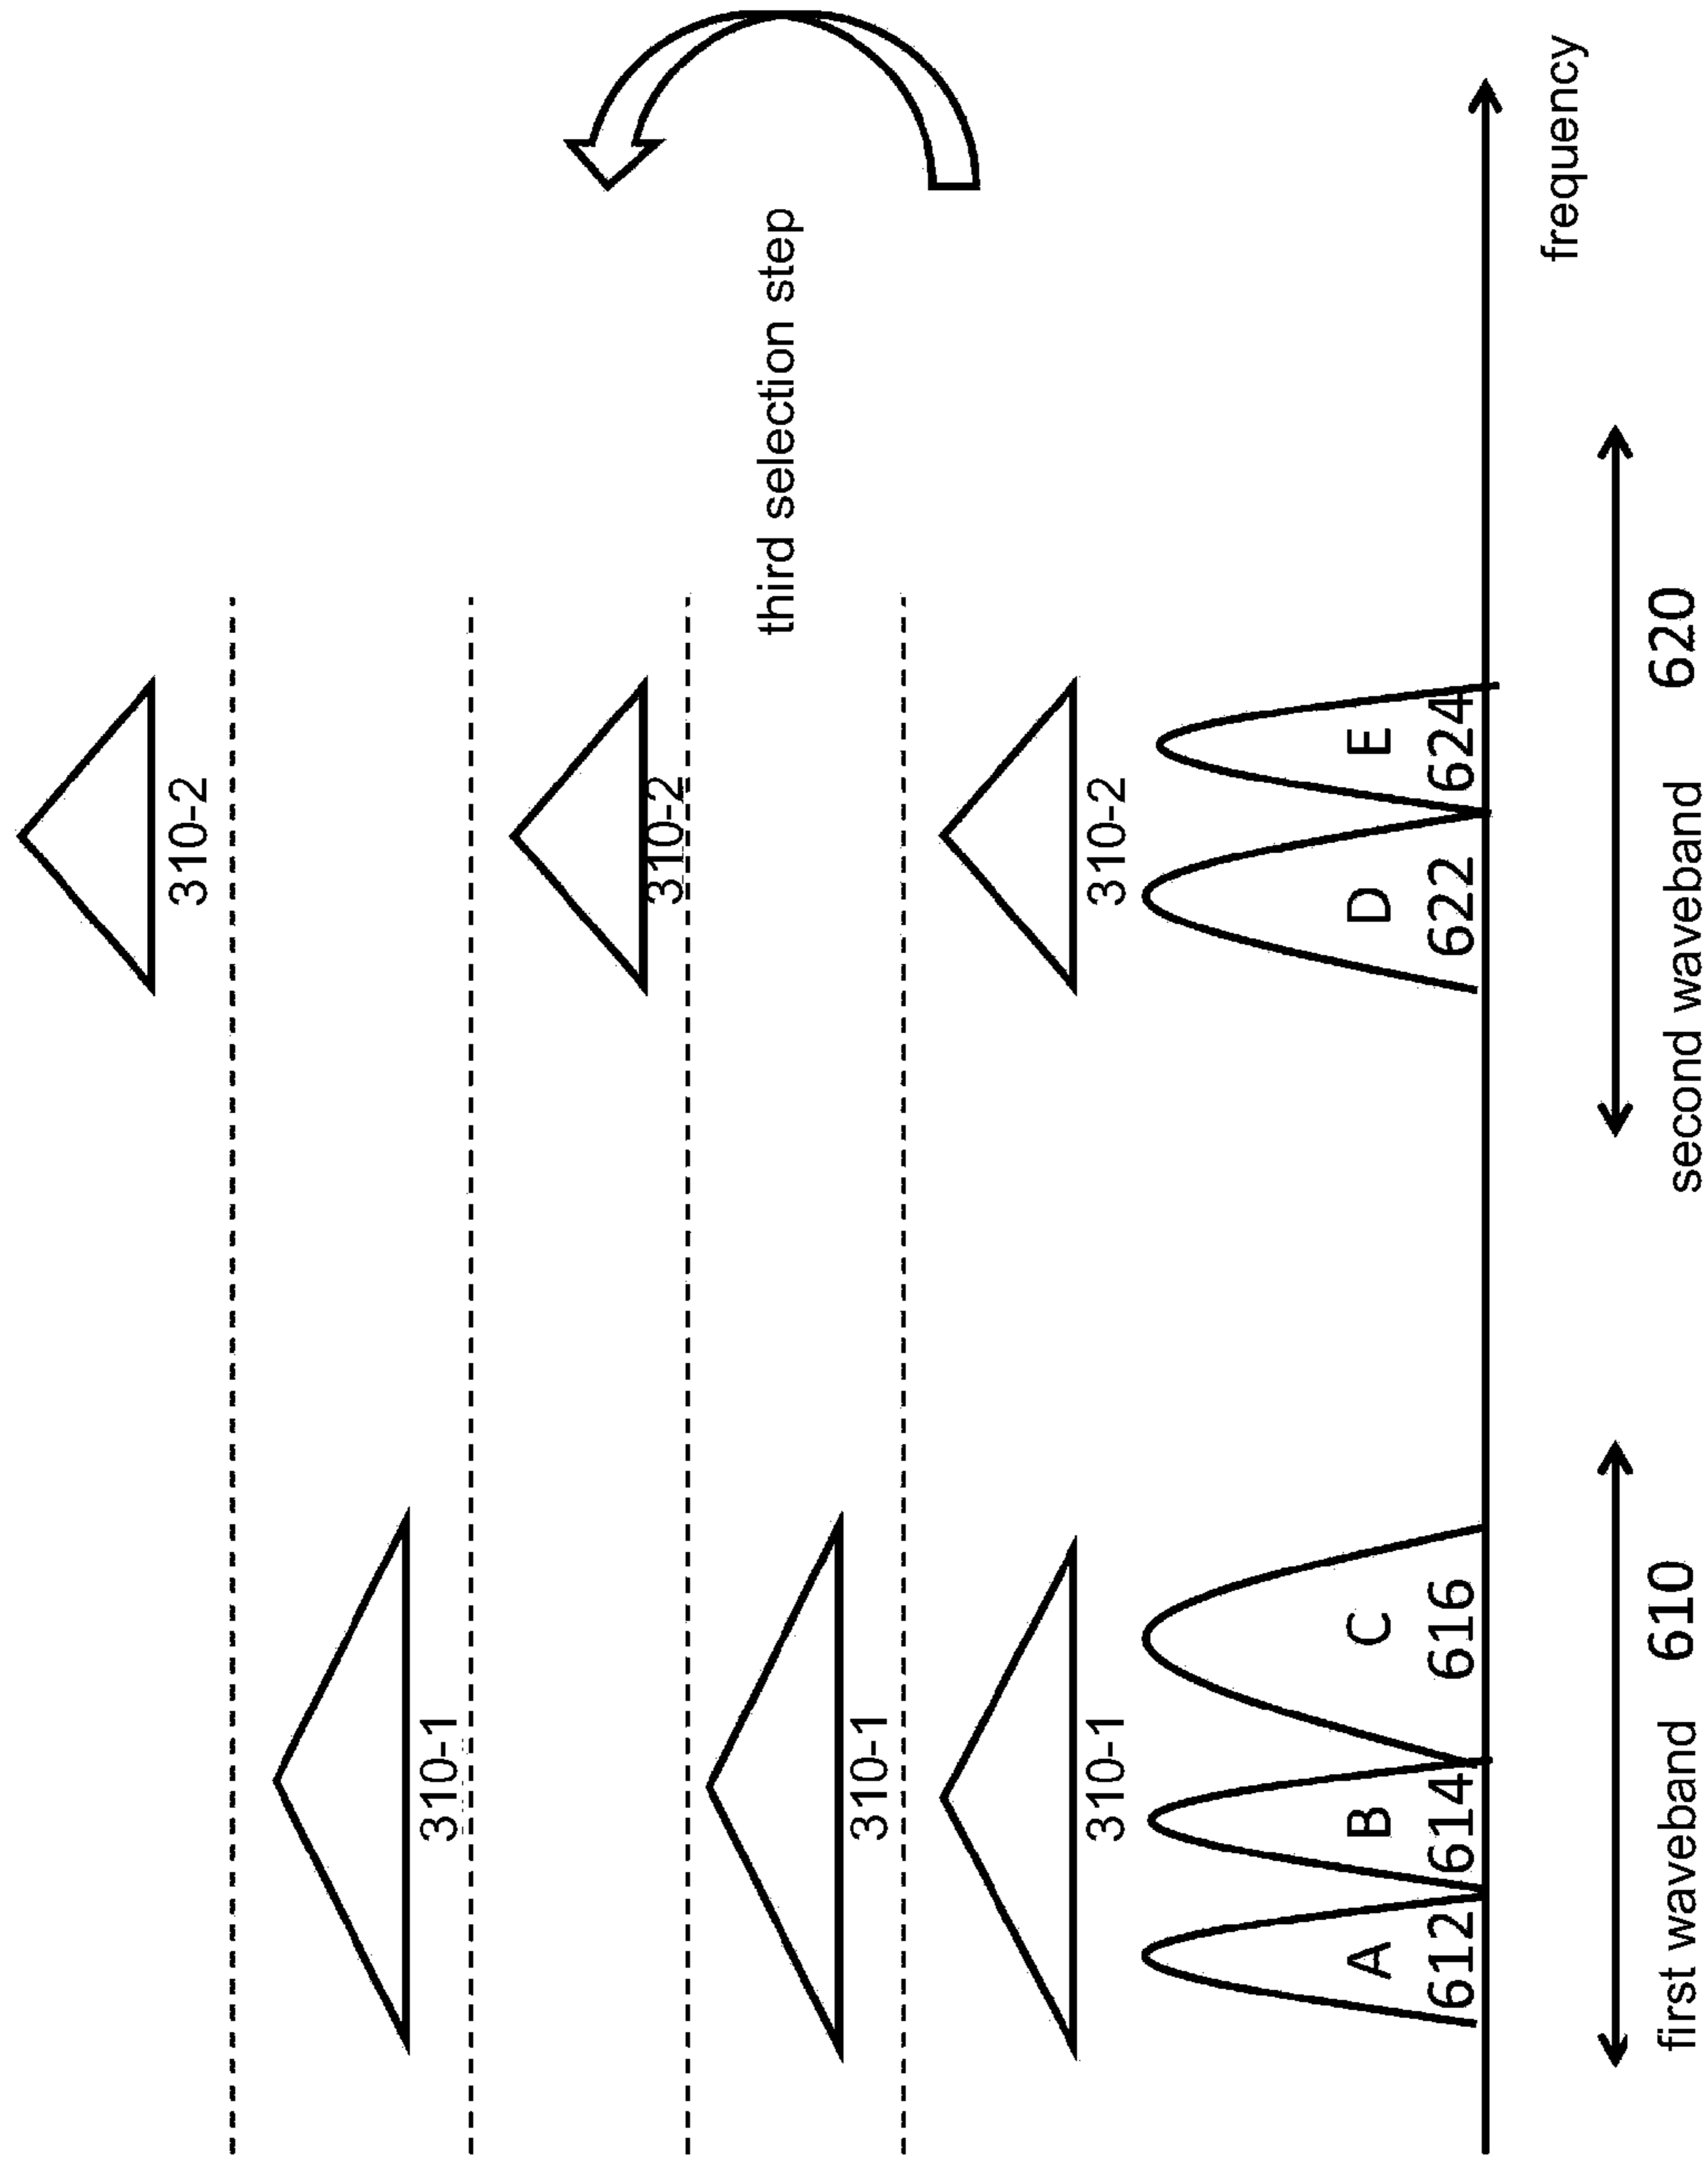 310-2
310-1
310-2
third selection step
310-1
310-1 310-2
A B C D E
612 614 616 622 624
frequency
first waveband 610 second waveband 620